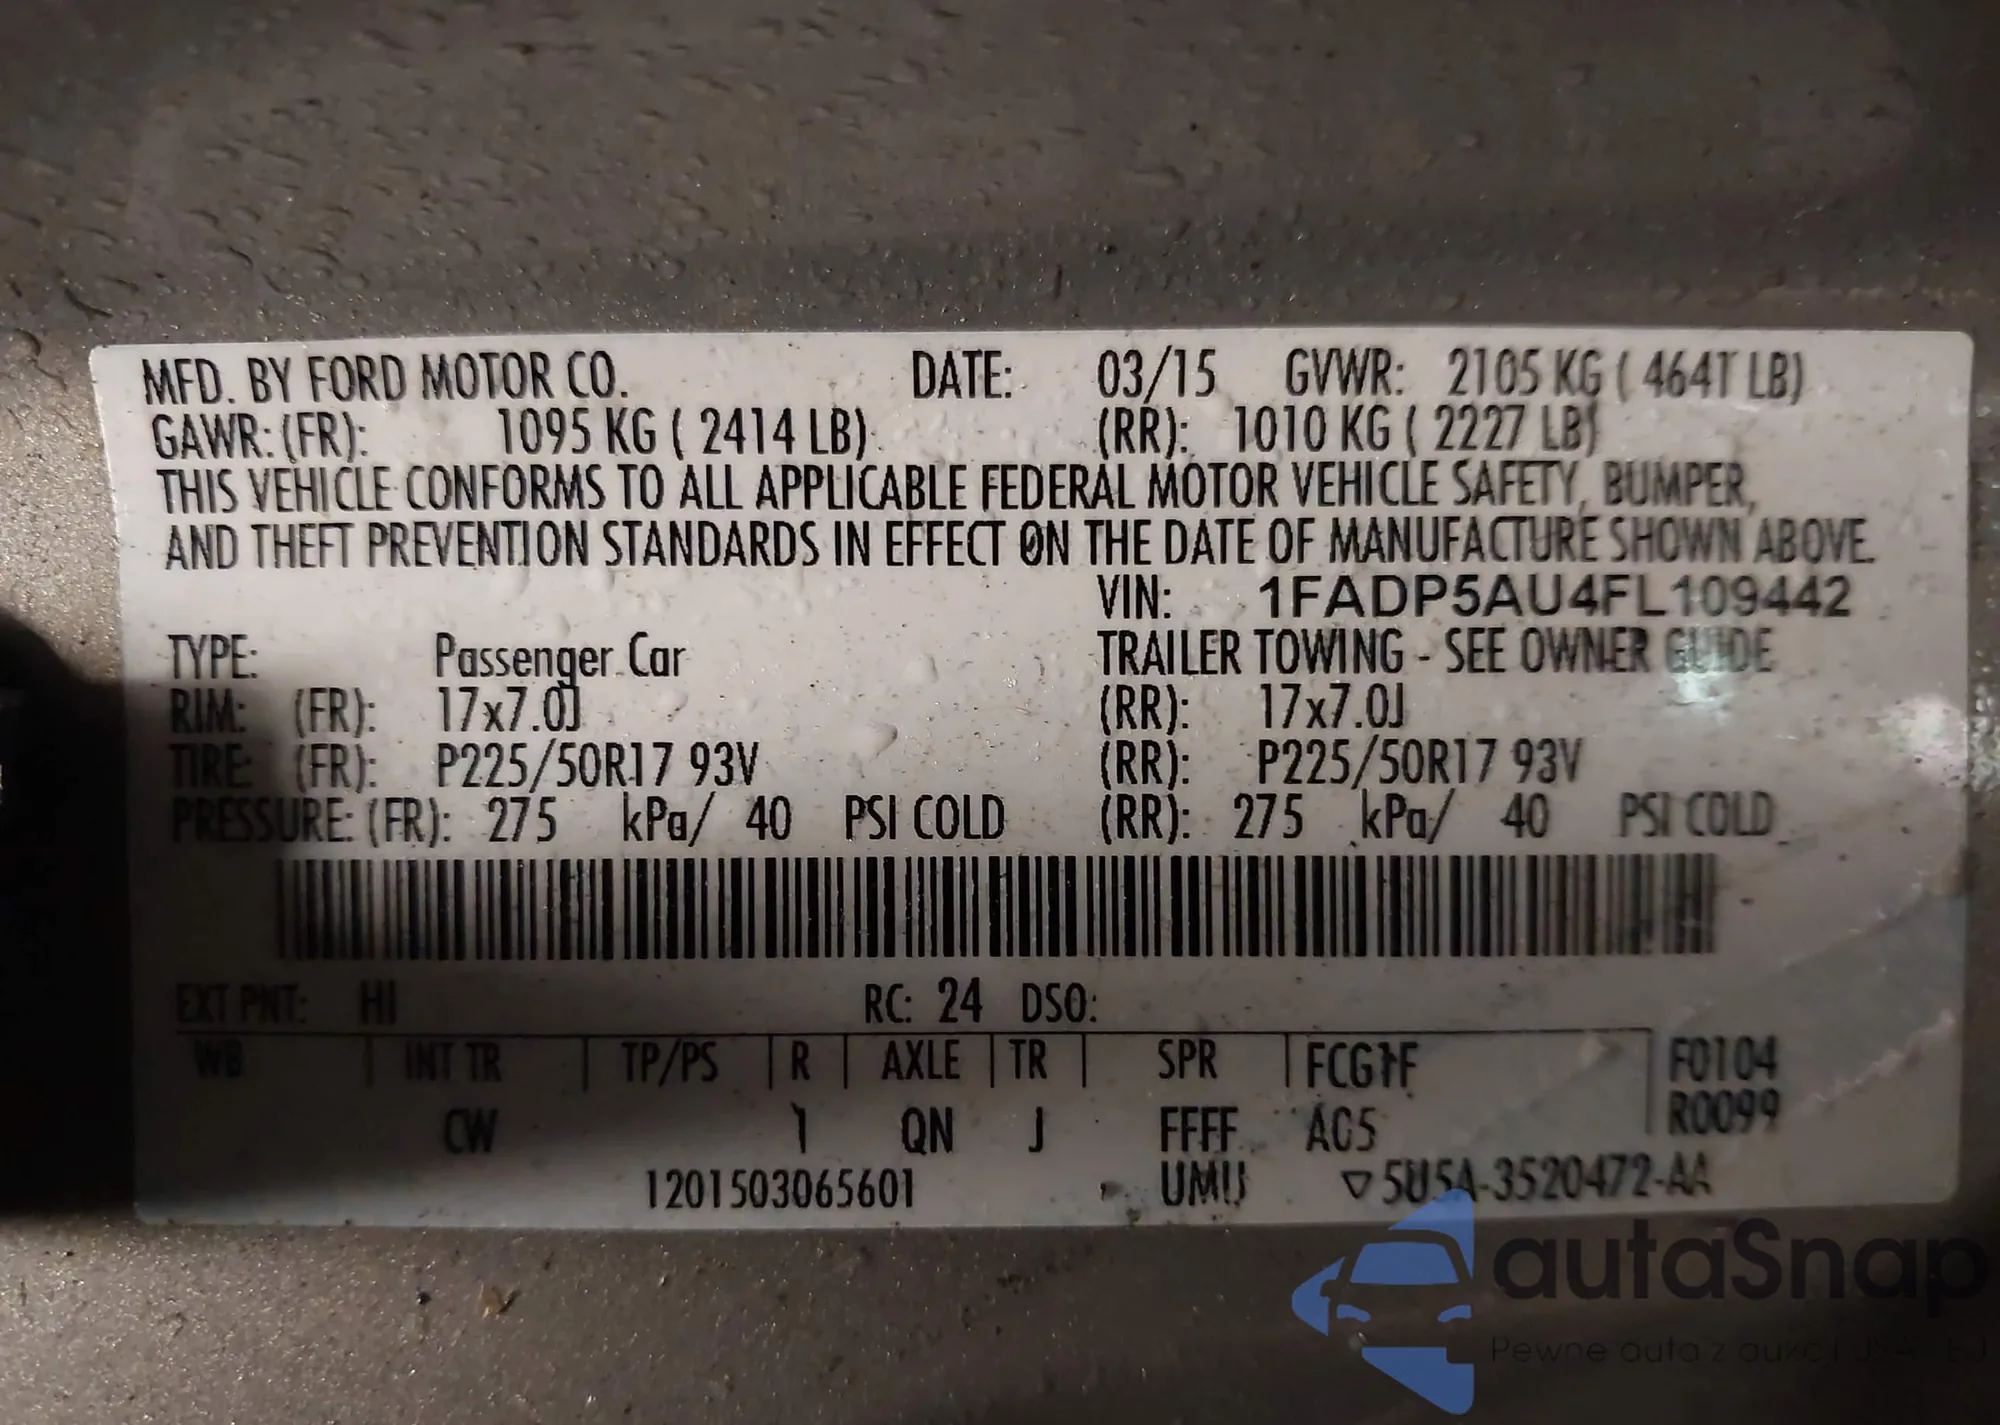 MFD. BY FORD MOTOR CO. DATE: 03/15 GVWR: 2105 KG ( 4641 LB)
GAWR: (FR): 1095 KG ( 2414 LB) (RR): 1010 KG ( 2227 LB)
THIS VEHICLE CONFORMS TO ALL APPLICABLE FEDERAL MOTOR VEHICLE SAFETY, BUMPER,
AND THEFT PREVENTION STANDARDS IN EFFECT ON THE DATE OF MANUFACTURE SHOWN ABOVE.
VIN: 1FADP5AU4FL109442
TYPE: Passenger Car TRAILER TOWING - SEE OWNER GUIDE
RIM: (FR): 17x7.0J (RR): 17x7.0J
TIRE: (FR): P225/50R17 93V (RR): P225/50R17 93V
PRESSURE: (FR): 275 kPa/ 40 PSI COLD (RR): 275 kPa/ 40 PSI COLD
EXT PNT: HI RC: 24 DSO:
WB INT TR TP/PS R AXLE TR SPR FCG1F F0104
CW 1 QN J FFFF AG5 R0099
1201503065601 UMU ▽5U5A-3520472-AA
autaSnap
Pewne auta z aukcji